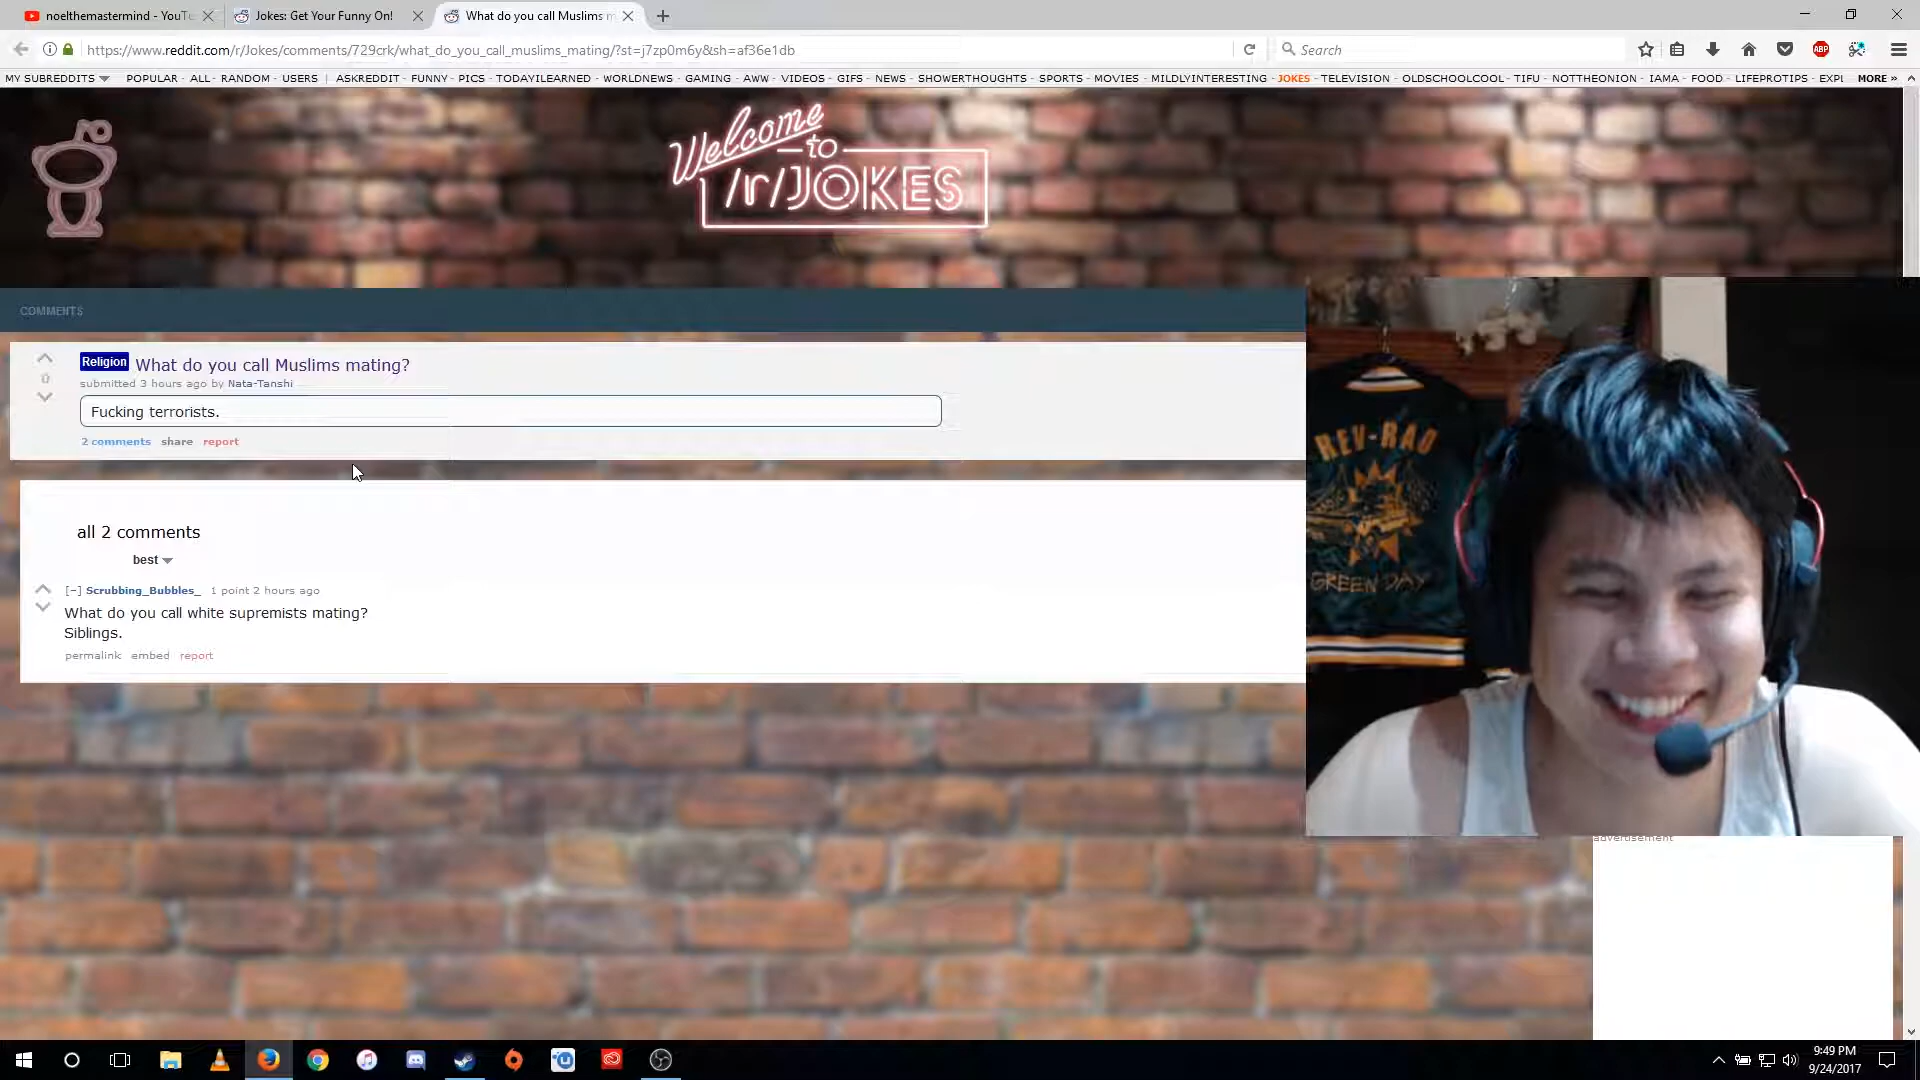 noelthemastermind - YouTu
Jokes: Get Your Funny On!
What do you call Muslims m
https://www.reddit.com/r/Jokes/comments/729crk/what_do_you_call_muslims_mating/?st=j7zp0m6y&sh=af36e1db
Search
ABP
MY SUBREDDITS POPULAR - ALL - RANDOM - USERS | ASKREDDIT - FUNNY - PICS - TODAYILEARNED - WORLDNEWS - GAMING - AWW - VIDEOS - GIFS - NEWS - SHOWERTHOUGHTS - SPORTS - MOVIES - MILDLYINTERESTING - JOKES - TELEVISION - OLDSCHOOLCOOL - TIFU - NOTTHEONION - IAMA - FOOD - LIFEPROTIPS - EXPL MORE »
Welcome
to
/r/JOKES
COMMENTS
Religion What do you call Muslims mating?
submitted 3 hours ago by Nata-Tanshi
0
Fucking terrorists.
2 comments share report
all 2 comments
best
[–] Scrubbing_Bubbles_ 1 point 2 hours ago
What do you call white supremists mating?
Siblings.
permalink embed report
REV-RAD
GREEN DAY
advertisement
9:49 PM
9/24/2017